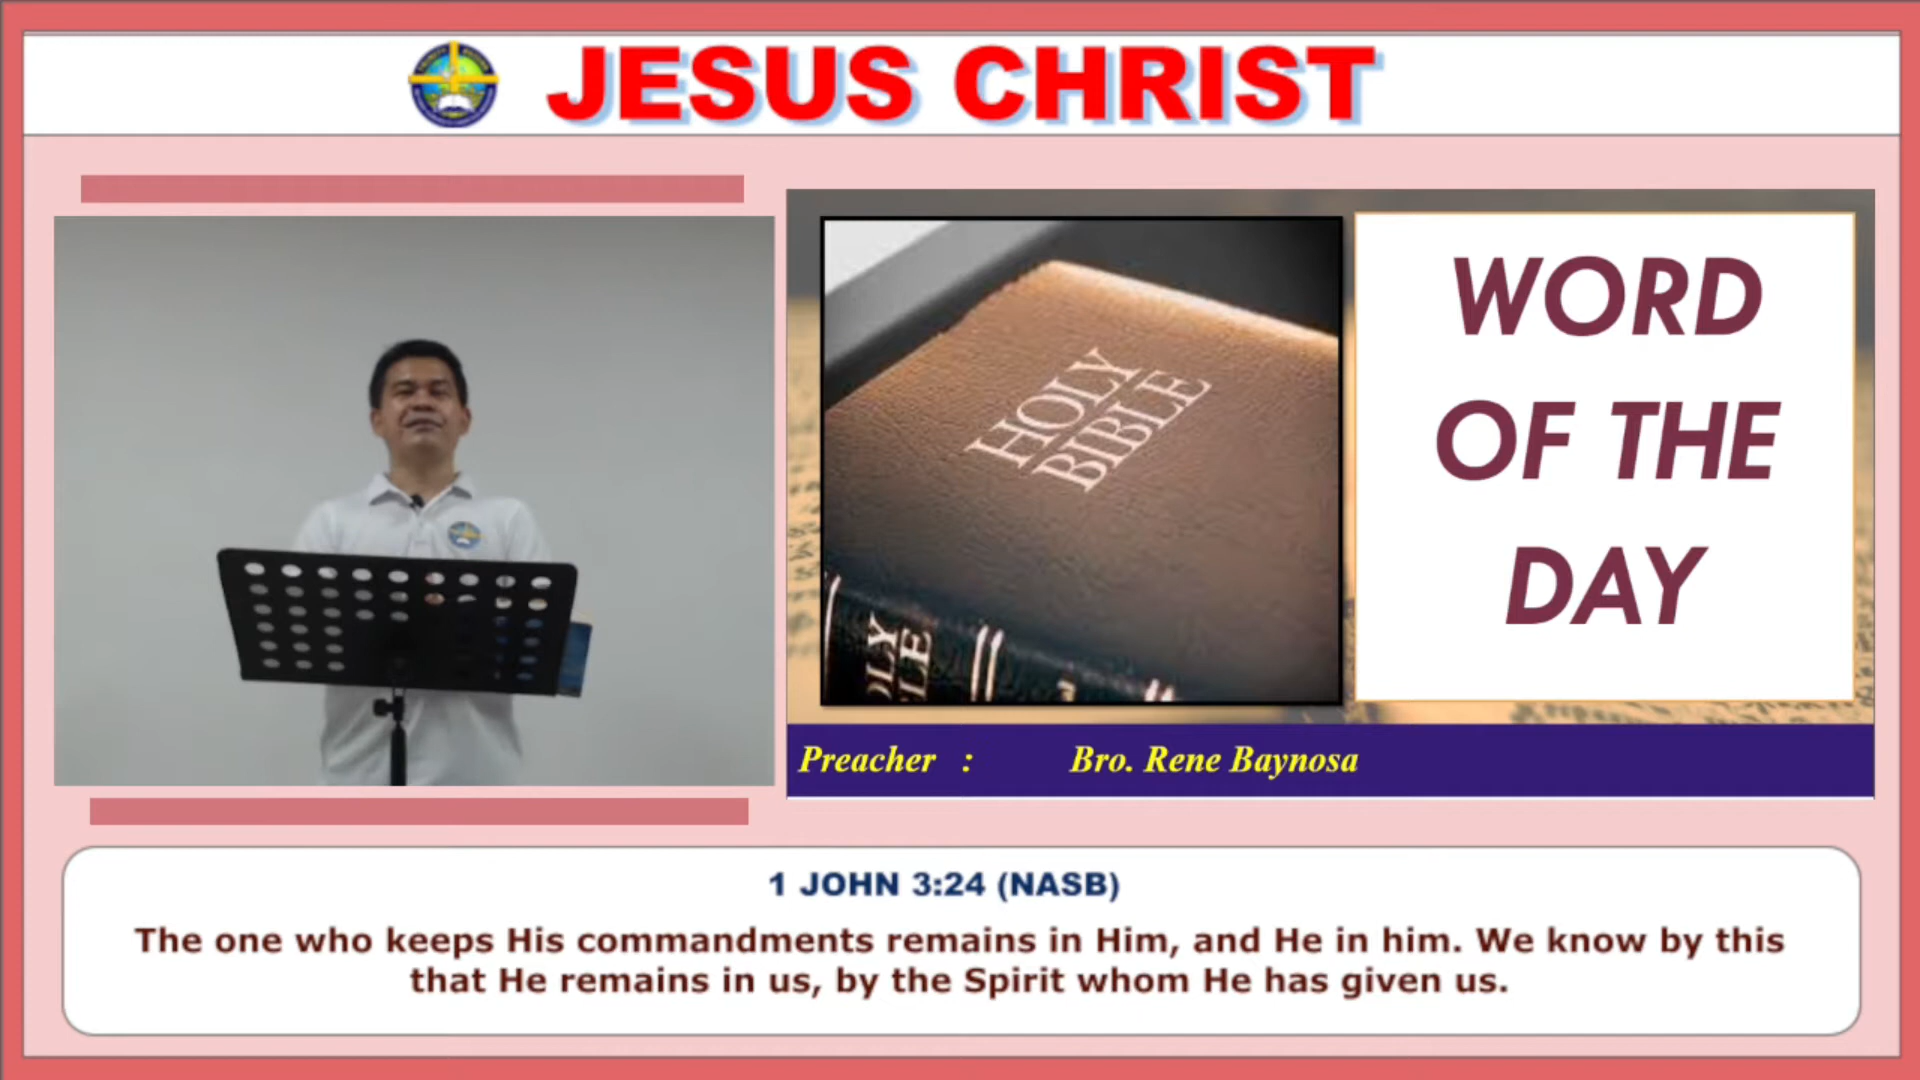 JESUS CHRIST
HOLY
BIBLE
WORD
OF THE
DAY
Preacher : Bro. Rene Baynosa
1 JOHN 3:24 (NASB)
The one who keeps His commandments remains in Him, and He in him. We know by this
that He remains in us, by the Spirit whom He has given us.